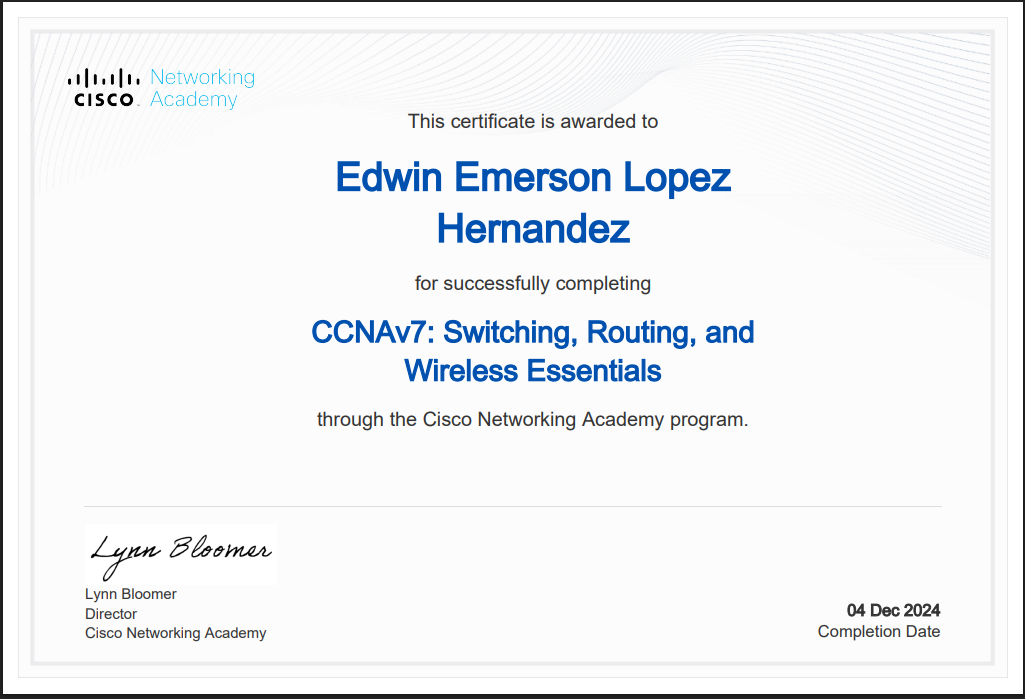 CISCO
Networking
Academy
This certificate is awarded to
Edwin Emerson Lopez
Hernandez
for successfully completing
CCNAv7: Switching, Routing, and
Wireless Essentials
through the Cisco Networking Academy program.
Lynn Bloomer
Lynn Bloomer
Director
Cisco Networking Academy
04 Dec 2024
Completion Date